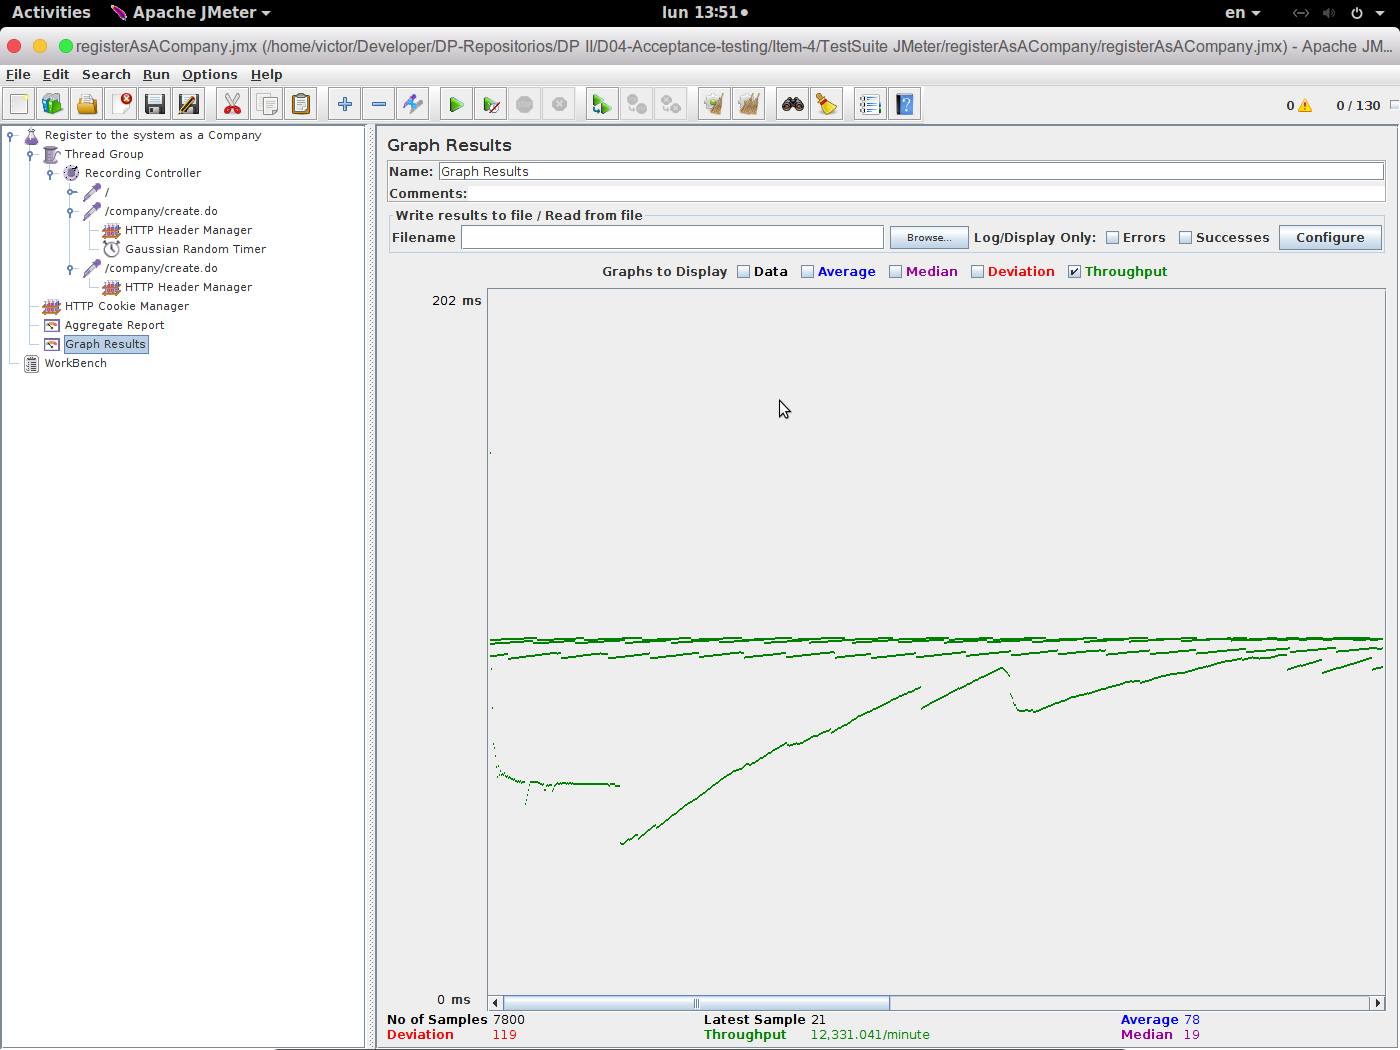 Activities Apache JMeter lun 13:51 en
registerAsACompany.jmx (/home/victor/Developer/DP-Repositorios/DP II/D04-Acceptance-testing/Item-4/TestSuite JMeter/registerAsACompany/registerAsACompany.jmx) - Apache JM...
File Edit Search Run Options Help
0 0 / 130
Register to the system as a Company
Thread Group
Recording Controller
/
/company/create.do
HTTP Header Manager
Gaussian Random Timer
/company/create.do
HTTP Header Manager
HTTP Cookie Manager
Aggregate Report
Graph Results
WorkBench
Graph Results
Name: Graph Results
Comments:
Write results to file / Read from file
Filename Browse... Log/Display Only: Errors Successes Configure
Graphs to Display Data Average Median Deviation Throughput
202 ms
0 ms
No of Samples 7800 Latest Sample 21 Average 78
Deviation 119 Throughput 12,331.041/minute Median 19